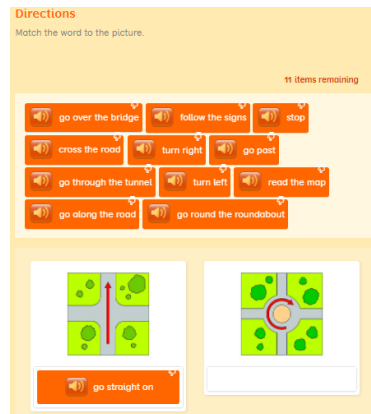 Directions
Match the word to the picture.
11 items remaining
go over the bridge follow the signs stop
cross the road turn right go past
go through the tunnel turn left read the map
go along the road go round the roundabout
go straight on